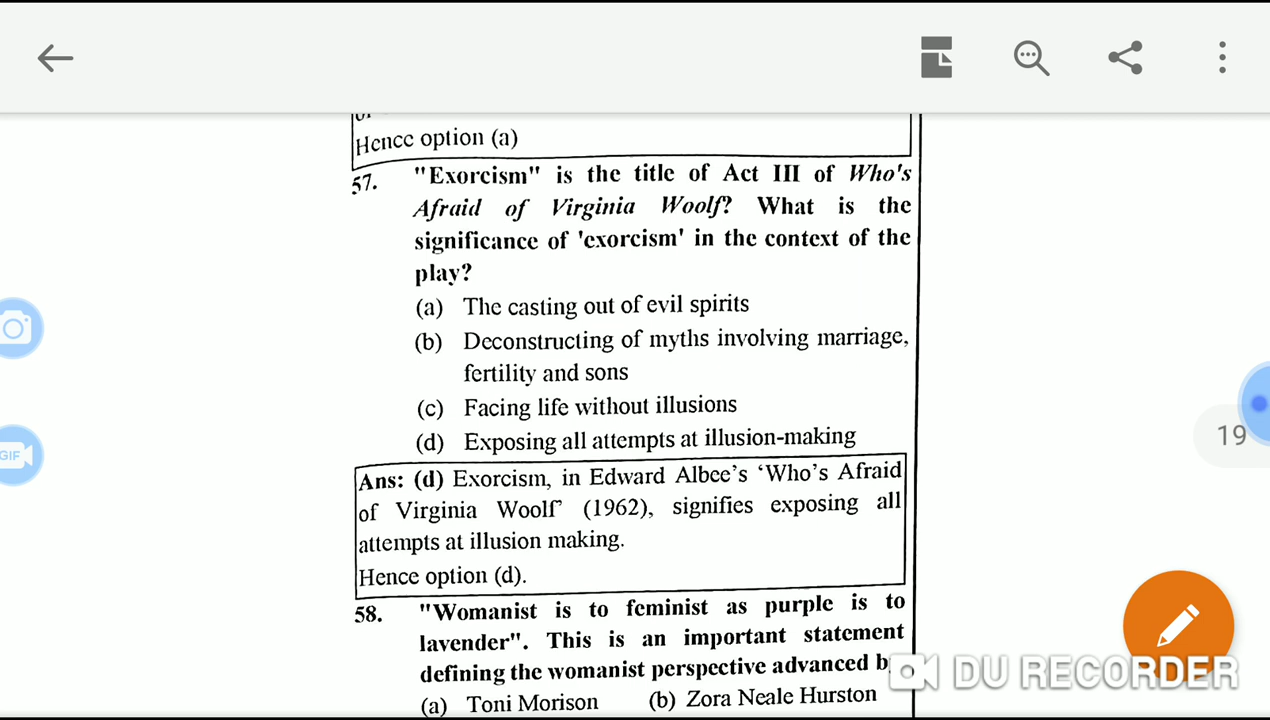 Hence option (a)
57. "Exorcism" is the title of Act III of Who's
Afraid of Virginia Woolf? What is the
significance of 'exorcism' in the context of the
play?
(a) The casting out of evil spirits
(b) Deconstructing of myths involving marriage,
fertility and sons
(c) Facing life without illusions
(d) Exposing all attempts at illusion-making
Ans: (d) Exorcism, in Edward Albee's 'Who's Afraid
of Virginia Woolf' (1962), signifies exposing all
attempts at illusion making.
Hence option (d).
19
GIF
58. "Womanist is to feminist as purple is to
lavender". This is an important statement
defining the womanist perspective advanced
(a) Toni Morison (b) Zora Neale Hurston
DU RECORDER